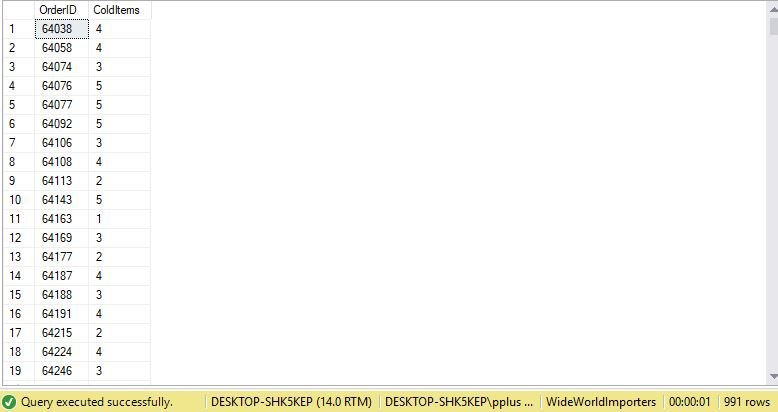 OrderID ColdItems
1 64038 4
2 64058 4
3 64074 3
4 64076 5
5 64077 5
6 64092 5
7 64106 3
8 64108 4
9 64113 2
10 64143 5
11 64163 1
12 64169 3
13 64177 2
14 64187 4
15 64188 3
16 64191 4
17 64215 2
18 64224 4
19 64246 3
Query executed successfully. DESKTOP-SHK5KEP (14.0 RTM) DESKTOP-SHK5KEP\pplus ... WideWorldImporters 00:00:01 991 rows